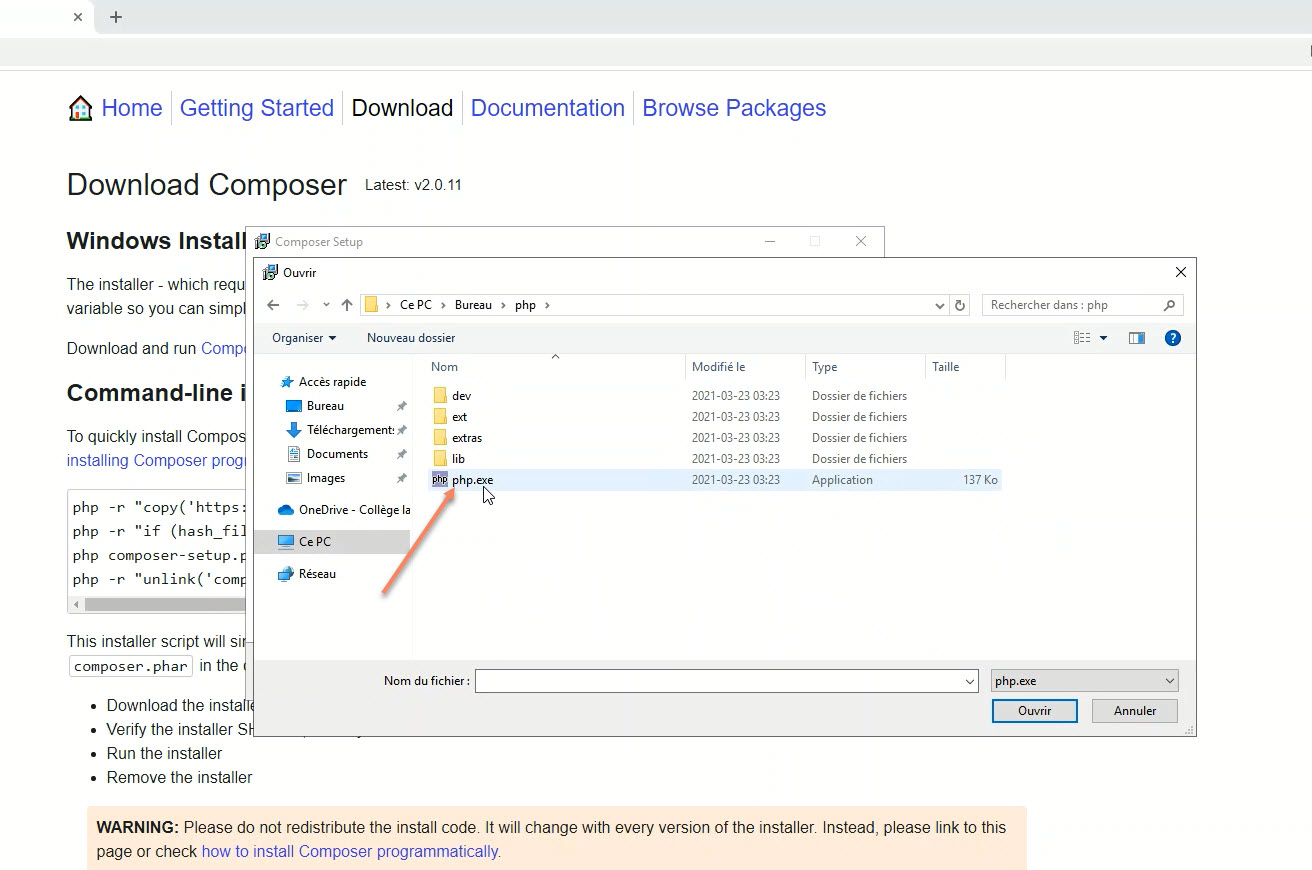 Home Getting Started Download Documentation Browse Packages
Download Composer Latest: v2.0.11
Windows Install
Composer Setup
The installer - which requ
variable so you can simpl
Download and run Compo
Command-line i
To quickly install Compos
installing Composer prog
php -r "copy('https:
php -r "if (hash_fil
php composer-setup.p
php -r "unlink('comp
This installer script will sin
composer.phar in the
Download the installe
Verify the installer SH
Run the installer
Remove the installer
WARNING: Please do not redistribute the install code. It will change with every version of the installer. Instead, please link to this
page or check how to install Composer programmatically.
Ouvrir
Ce PC Bureau php
Rechercher dans : php
Organiser Nouveau dossier
Nom Modifié le Type Taille
Accès rapide
Bureau
Téléchargements
Documents
Images
OneDrive - Collège la
Ce PC
Réseau
dev 2021-03-23 03:23 Dossier de fichiers
ext 2021-03-23 03:23 Dossier de fichiers
extras 2021-03-23 03:23 Dossier de fichiers
lib 2021-03-23 03:23 Dossier de fichiers
php php.exe 2021-03-23 03:23 Application 137 Ko
Nom du fichier : php.exe
Ouvrir Annuler